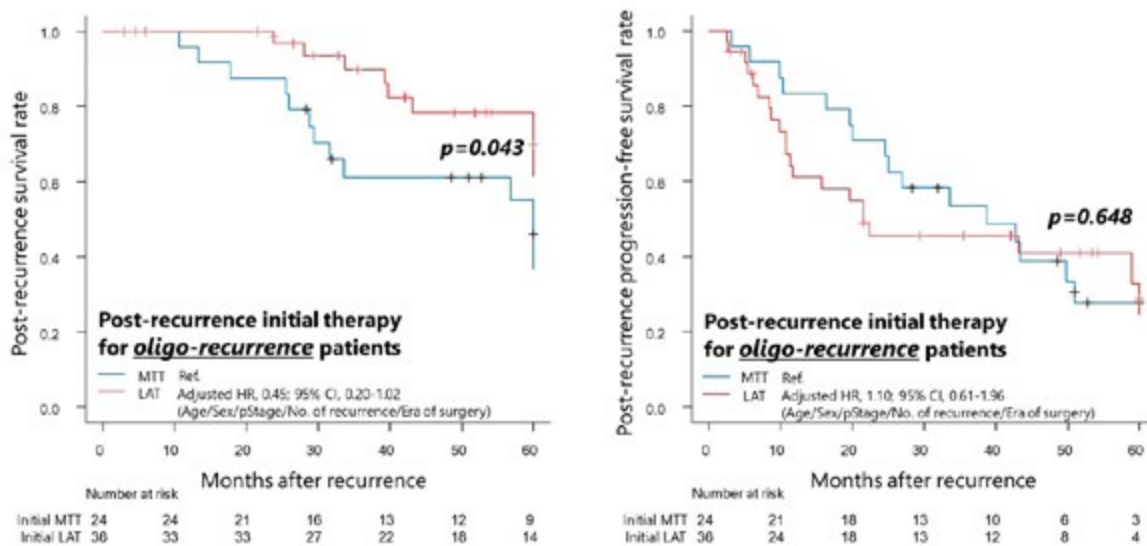 Post-recurrence survival rate
1.0
0.8
0.6
0.4
0.2
0.0
p=0.043
Post-recurrence initial therapy
for oligo-recurrence patients
MTT Ref.
LAT Adjusted HR, 0.45; 95% CI, 0.20-1.02
(Age/Sex/pStage/No. of recurrence/Era of surgery)
0 10 20 30 40 50 60
Months after recurrence
Number at risk
Initial MTT 24 24 21 16 13 12 9
Initial LAT 36 33 33 27 22 18 14
Post-recurrence progression-free survival rate
1.0
0.8
0.6
0.4
0.2
0.0
p=0.648
Post-recurrence initial therapy
for oligo-recurrence patients
MTT Ref.
LAT Adjusted HR, 1.10; 95% CI, 0.61-1.96
(Age/Sex/pStage/No. of recurrence/Era of surgery)
0 10 20 30 40 50 60
Months after recurrence
Number at risk
Initial MTT 24 21 18 13 10 6 3
Initial LAT 36 24 18 13 12 8 4